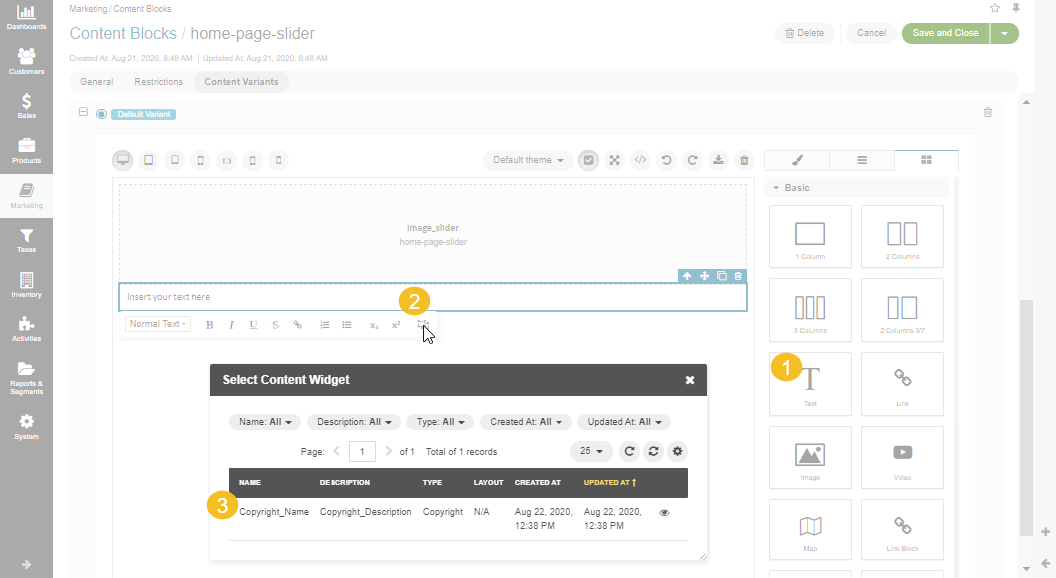 Marketing / Content Blocks
Content Blocks / home-page-slider
Delete
Cancel
Save and Close
Created At: Aug 21, 2020, 8:48 AM | Updated At: Aug 21, 2020, 8:48 AM
General
Restrictions
Content Variants
Dashboards
Customers
Sales
Products
Marketing
Taxes
Inventory
Activities
Reports &
Segments
System
Default Variant
Default theme
Image_slider
home-page-slider
Insert your text here
2
Normal Text
B
I
U
S
x₂
x²
Basic
1 Column
2 Columns
3 Columns
2 Columns 3/7
1
T
Text
Link
Image
Video
Map
Link Block
Select Content Widget
Name: All
Description: All
Type: All
Created At: All
Updated At: All
Page:
1
of 1
Total of 1 records
25
NAME
DESCRIPTION
TYPE
LAYOUT
CREATED AT
UPDATED AT
3
Copyright_Name
Copyright_Description
Copyright
N/A
Aug 22, 2020,
12:38 PM
Aug 22, 2020,
12:38 PM